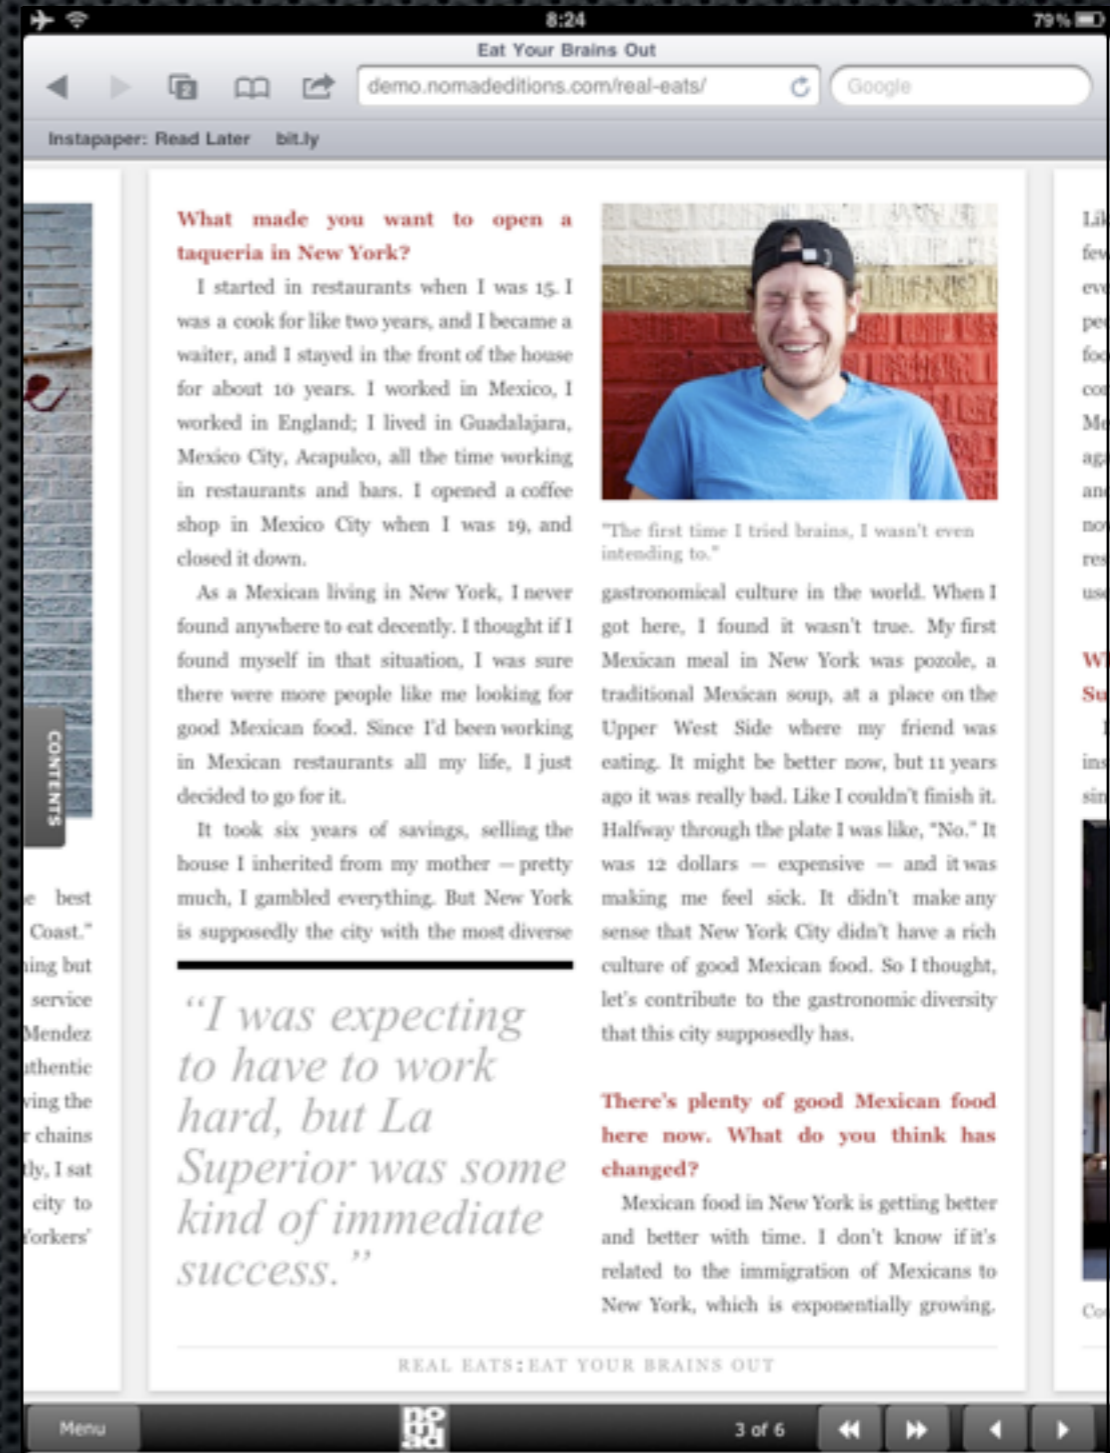 8:24
79%
Eat Your Brains Out
2
demo.nomadeditions.com/real-eats/
Google
Instapaper: Read Later
bit.ly
CONTENTS
best
Coast."
but
service
Mendez
the
chains
I sat
city to
What made you want to open a
taqueria in New York?
I started in restaurants when I was 15. I
was a cook for like two years, and I became a
waiter, and I stayed in the front of the house
for about 10 years. I worked in Mexico, I
worked in England; I lived in Guadalajara,
Mexico City, Acapulco, all the time working
in restaurants and bars. I opened a coffee
shop in Mexico City when I was 19, and
closed it down.
As a Mexican living in New York, I never
found anywhere to eat decently. I thought if I
found myself in that situation, I was sure
there were more people like me looking for
good Mexican food. Since I'd been working
in Mexican restaurants all my life, I just
decided to go for it.
It took six years of savings, selling the
house I inherited from my mother — pretty
much, I gambled everything. But New York
is supposedly the city with the most diverse
"I was expecting
to have to work
hard, but La
Superior was some
kind of immediate
success."
"The first time I tried brains, I wasn't even
intending to."
gastronomical culture in the world. When I
got here, I found it wasn't true. My first
Mexican meal in New York was pozole, a
traditional Mexican soup, at a place on the
Upper West Side where my friend was
eating. It might be better now, but 11 years
ago it was really bad. Like I couldn't finish it.
Halfway through the plate I was like, "No." It
was 12 dollars — expensive — and it was
making me feel sick. It didn't make any
sense that New York City didn't have a rich
culture of good Mexican food. So I thought,
let's contribute to the gastronomic diversity
that this city supposedly has.
There's plenty of good Mexican food
here now. What do you think has
changed?
Mexican food in New York is getting better
and better with time. I don't know if it's
related to the immigration of Mexicans to
New York, which is exponentially growing.
REAL EATS:EAT YOUR BRAINS OUT
Menu
nomad
3 of 6